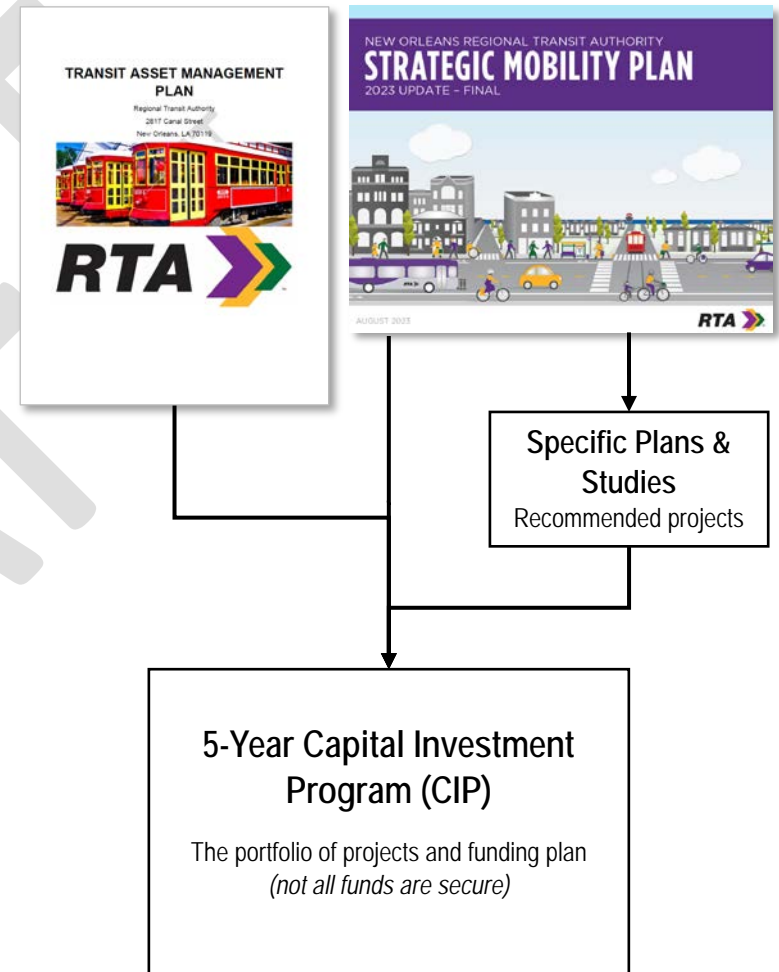 TRANSIT ASSET MANAGEMENT
PLAN
Regional Transit Authority
2817 Canal Street
New Orleans, LA 70119
RTA
NEW ORLEANS REGIONAL TRANSIT AUTHORITY
STRATEGIC MOBILITY PLAN
2023 UPDATE – FINAL
RTA
AUGUST 2023
RTA
Specific Plans &
Studies
Recommended projects
5-Year Capital Investment
Program (CIP)
The portfolio of projects and funding plan
(not all funds are secure)